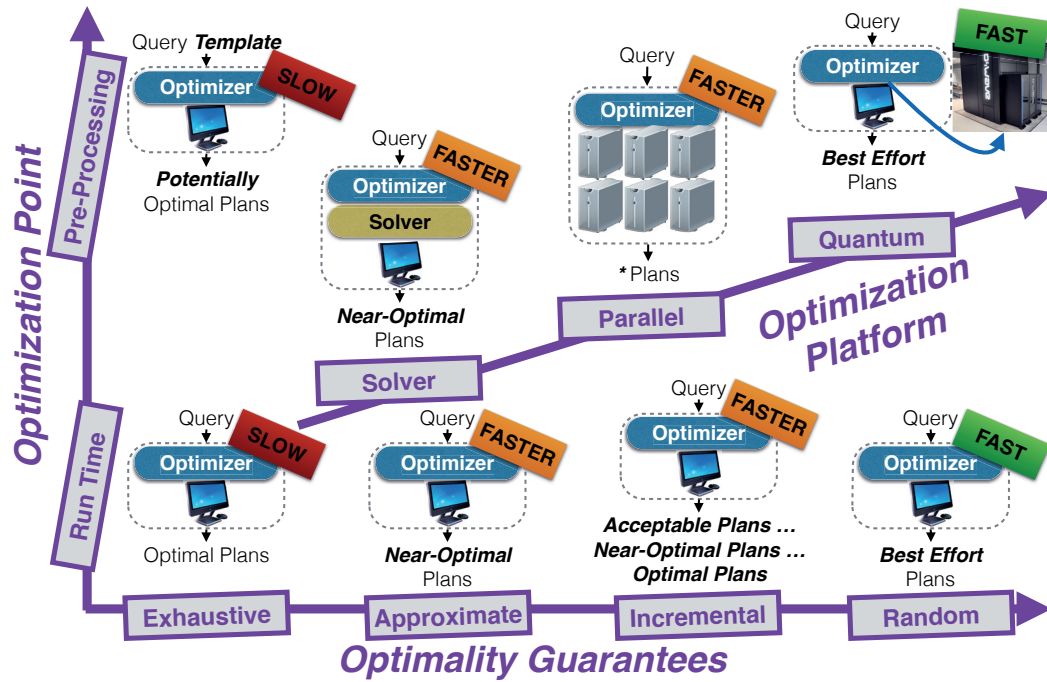 Optimization Point
Pre-Processing
Run Time
Query Template
Optimizer
SLOW
Potentially
Optimal Plans
Query
Optimizer
FASTER
Solver
Near-Optimal
Plans
Query
Optimizer
FASTER
* Plans
Query
Optimizer
FAST
Best Effort
Plans
Solver
Parallel
Quantum
Optimization
Platform
Query
Optimizer
SLOW
Optimal Plans
Query
Optimizer
FASTER
Near-Optimal
Plans
Query
Optimizer
FASTER
Acceptable Plans ...
Near-Optimal Plans ...
Optimal Plans
Query
Optimizer
FAST
Best Effort
Plans
Exhaustive
Approximate
Incremental
Random
Optimality Guarantees